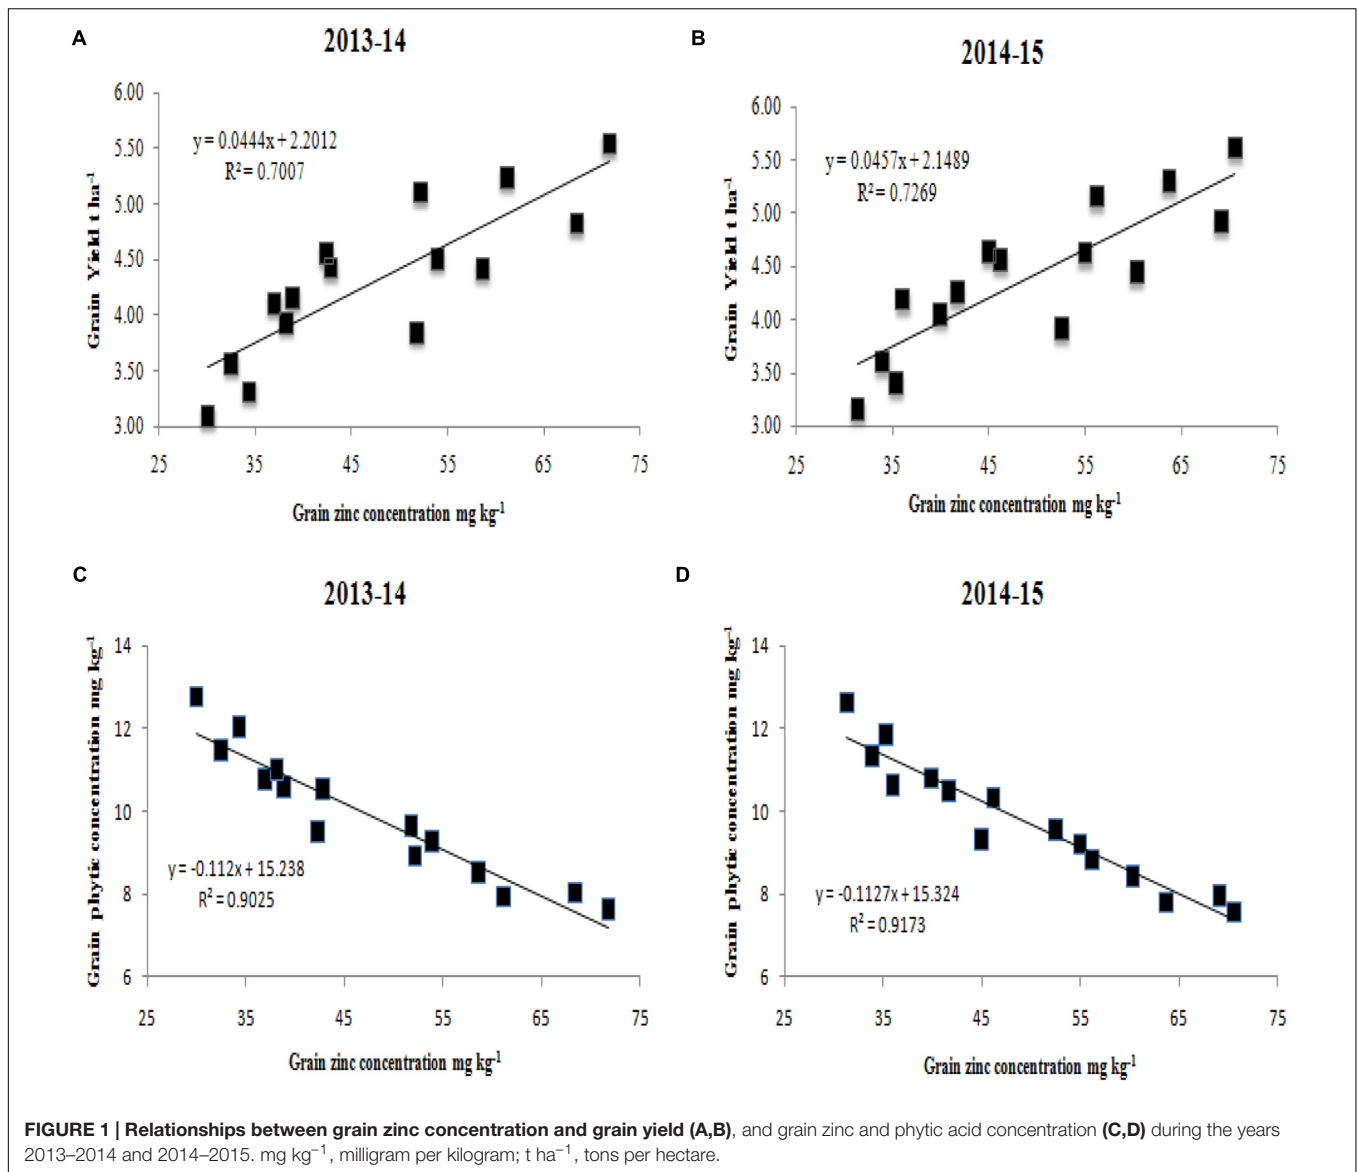 A
2013-14
6.00
5.50
5.00
4.50
4.00
3.50
3.00
Grain Yield t ha⁻¹
y = 0.0444x + 2.2012
R² = 0.7007
25 35 45 55 65 75
Grain zinc concentration mg kg⁻¹
B
2014-15
6.00
5.50
5.00
4.50
4.00
3.50
3.00
Grain Yield t ha⁻¹
y = 0.0457x + 2.1489
R² = 0.7269
25 35 45 55 65 75
Grain zinc concentration mg kg⁻¹
C
2013-14
14
12
10
8
6
Grain phytic concentration mg kg⁻¹
y = -0.112x + 15.238
R² = 0.9025
25 35 45 55 65 75
Grain zinc concentration mg kg⁻¹
D
2014-15
14
12
10
8
6
Grain phytic concentration mg kg⁻¹
y = -0.1127x + 15.324
R² = 0.9173
25 35 45 55 65 75
Grain zinc concentration mg kg⁻¹
FIGURE 1 | Relationships between grain zinc concentration and grain yield (A,B), and grain zinc and phytic acid concentration (C,D) during the years
2013–2014 and 2014–2015. mg kg⁻¹, milligram per kilogram; t ha⁻¹, tons per hectare.